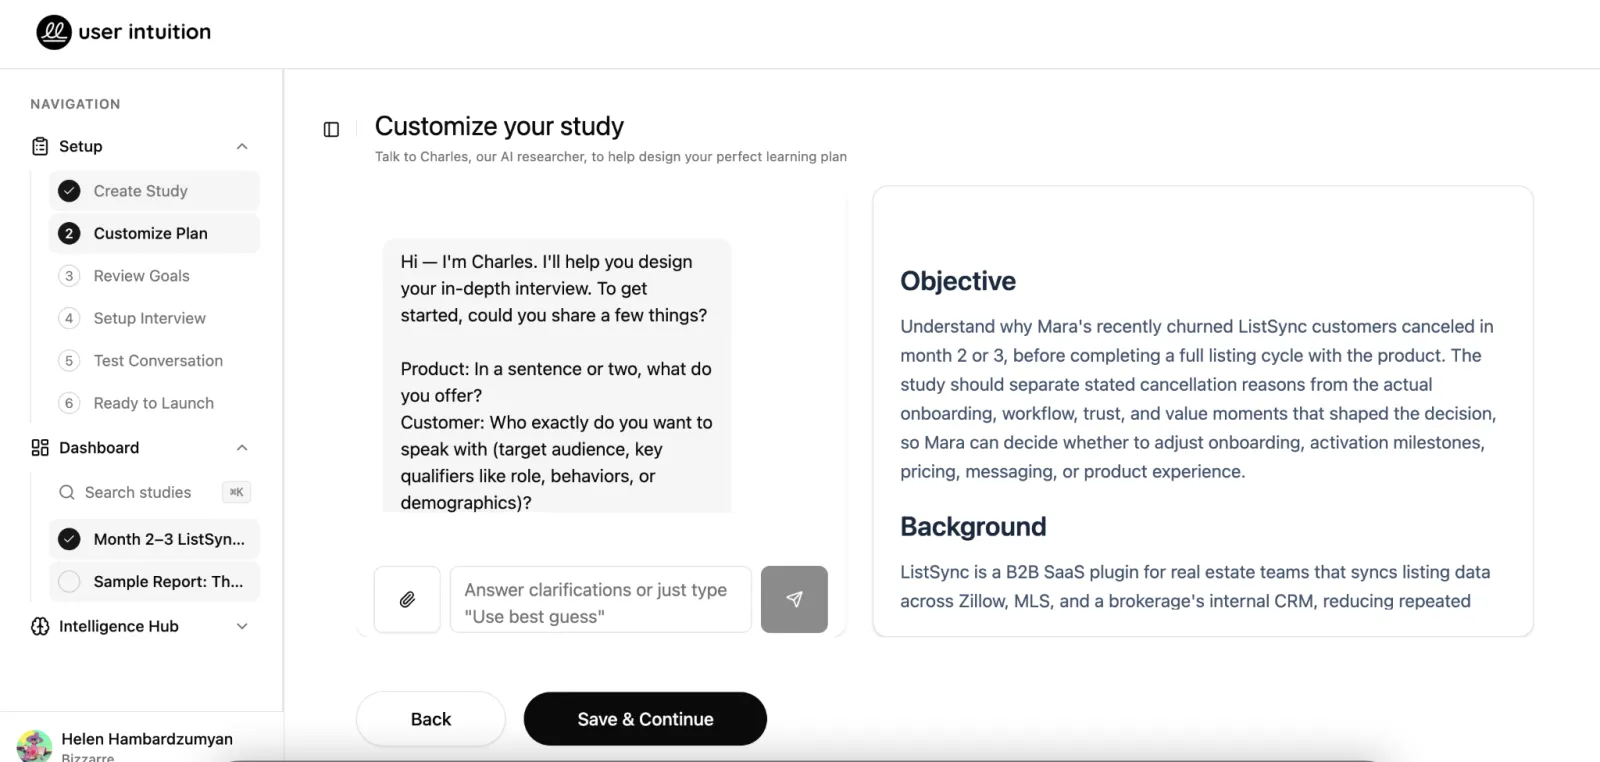 user intuition
NAVIGATION
Setup
Create Study
2 Customize Plan
3 Review Goals
4 Setup Interview
5 Test Conversation
6 Ready to Launch
Dashboard
Search studies ⌘K
Month 2–3 ListSyn...
Sample Report: Th...
Intelligence Hub
Helen Hambardzumyan
Bizzarre
Customize your study
Talk to Charles, our AI researcher, to help design your perfect learning plan
Hi — I'm Charles. I'll help you design
your in-depth interview. To get
started, could you share a few things?
Product: In a sentence or two, what do
you offer?
Customer: Who exactly do you want to
speak with (target audience, key
qualifiers like role, behaviors, or
demographics)?
Answer clarifications or just type
"Use best guess"
Objective
Understand why Mara's recently churned ListSync customers canceled in
month 2 or 3, before completing a full listing cycle with the product. The
study should separate stated cancellation reasons from the actual
onboarding, workflow, trust, and value moments that shaped the decision,
so Mara can decide whether to adjust onboarding, activation milestones,
pricing, messaging, or product experience.
Background
ListSync is a B2B SaaS plugin for real estate teams that syncs listing data
across Zillow, MLS, and a brokerage's internal CRM, reducing repeated
Back
Save & Continue